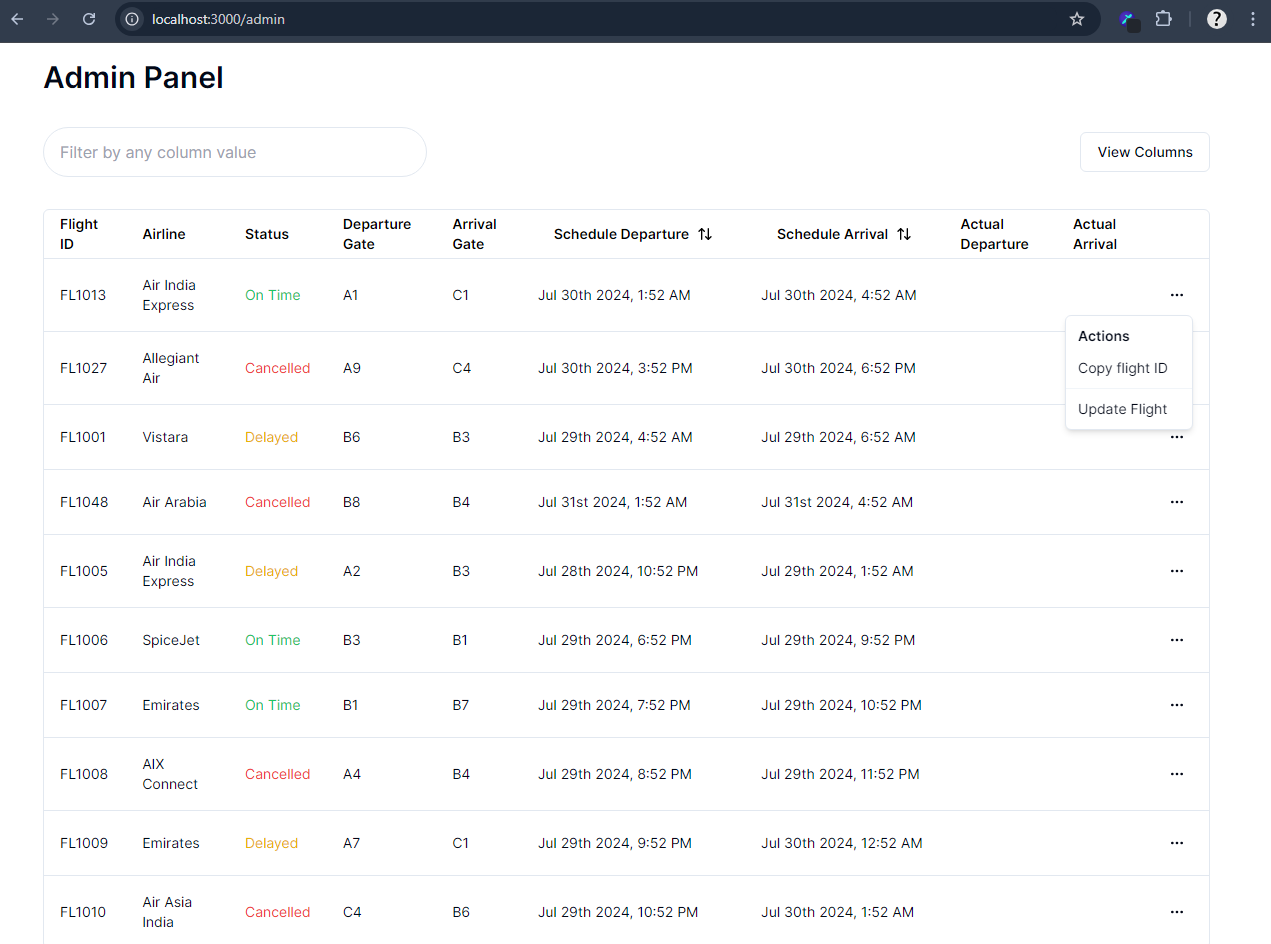 localhost:3000/admin
Admin Panel
Filter by any column value
View Columns
Flight ID Airline Status Departure Gate Arrival Gate Schedule Departure Schedule Arrival Actual Departure Actual Arrival
FL1013 Air India Express On Time A1 C1 Jul 30th 2024, 1:52 AM Jul 30th 2024, 4:52 AM ...
Actions
Copy flight ID
Update Flight
FL1027 Allegiant Air Cancelled A9 C4 Jul 30th 2024, 3:52 PM Jul 30th 2024, 6:52 PM
FL1001 Vistara Delayed B6 B3 Jul 29th 2024, 4:52 AM Jul 29th 2024, 6:52 AM ...
FL1048 Air Arabia Cancelled B8 B4 Jul 31st 2024, 1:52 AM Jul 31st 2024, 4:52 AM ...
FL1005 Air India Express Delayed A2 B3 Jul 28th 2024, 10:52 PM Jul 29th 2024, 1:52 AM ...
FL1006 SpiceJet On Time B3 B1 Jul 29th 2024, 6:52 PM Jul 29th 2024, 9:52 PM ...
FL1007 Emirates On Time B1 B7 Jul 29th 2024, 7:52 PM Jul 29th 2024, 10:52 PM ...
FL1008 AIX Connect Cancelled A4 B4 Jul 29th 2024, 8:52 PM Jul 29th 2024, 11:52 PM ...
FL1009 Emirates Delayed A7 C1 Jul 29th 2024, 9:52 PM Jul 30th 2024, 12:52 AM ...
FL1010 Air Asia India Cancelled C4 B6 Jul 29th 2024, 10:52 PM Jul 30th 2024, 1:52 AM ...